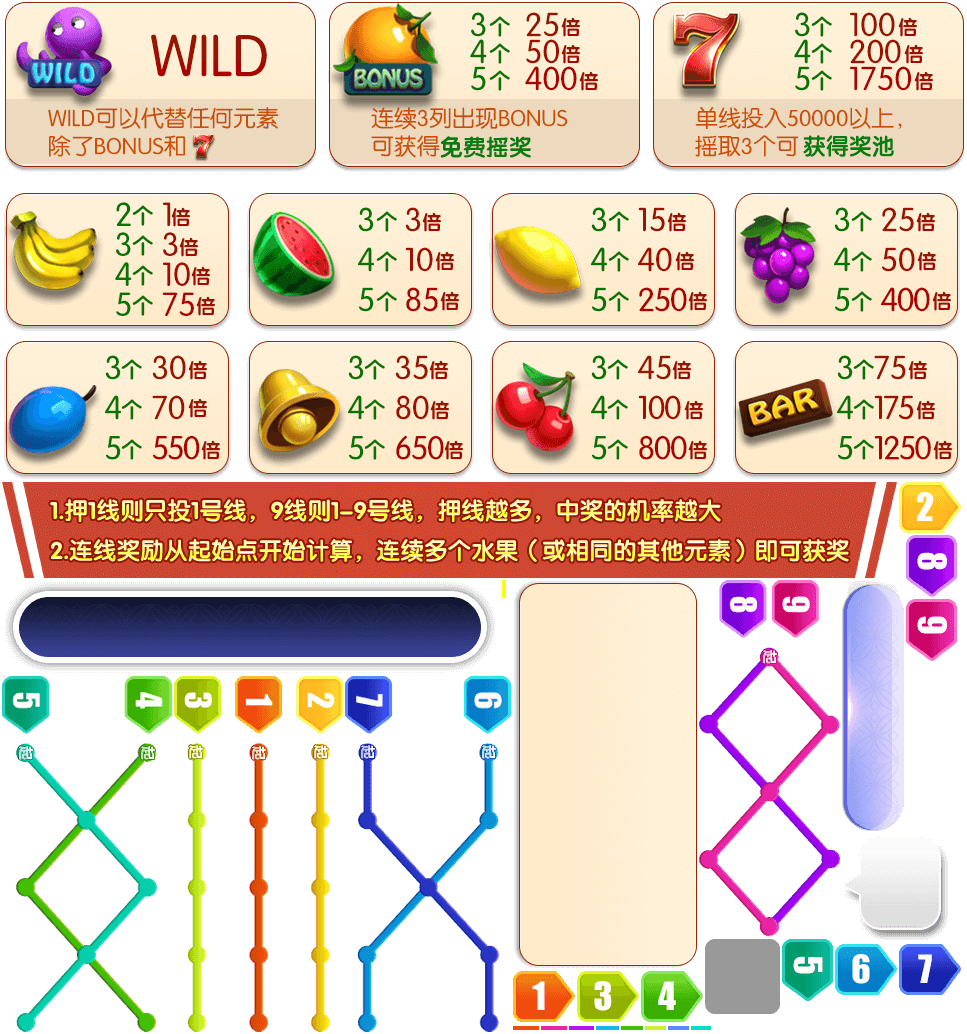 WILD
WILD
WILD可以代替任何元素
除了BONUS和7
BONUS
3个 25倍
4个 50倍
5个 400倍
连续3列出现BONUS
可获得免费摇奖
7
3个 100倍
4个 200倍
5个 1750倍
单线投入50000以上，
摇取3个可 获得奖池
2个 1倍
3个 3倍
4个 10倍
5个 75倍
3个 3倍
4个 10倍
5个 85倍
3个 15倍
4个 40倍
5个 250倍
3个 25倍
4个 50倍
5个 400倍
3个 30倍
4个 70倍
5个 550倍
3个 35倍
4个 80倍
5个 650倍
3个 45倍
4个 100倍
5个 800倍
BAR
3个75倍
4个175倍
5个1250倍
1.押1线则只投1号线，9线则1-9号线，押线越多，中奖的机率越大
2.连线奖励从起始点开始计算，连续多个水果（或相同的其他元素）即可获奖
2
8
9
8
9
5
4
3
1
2
7
6
起
起
起
起
起
起
起
起
1
3
4
5
6
7